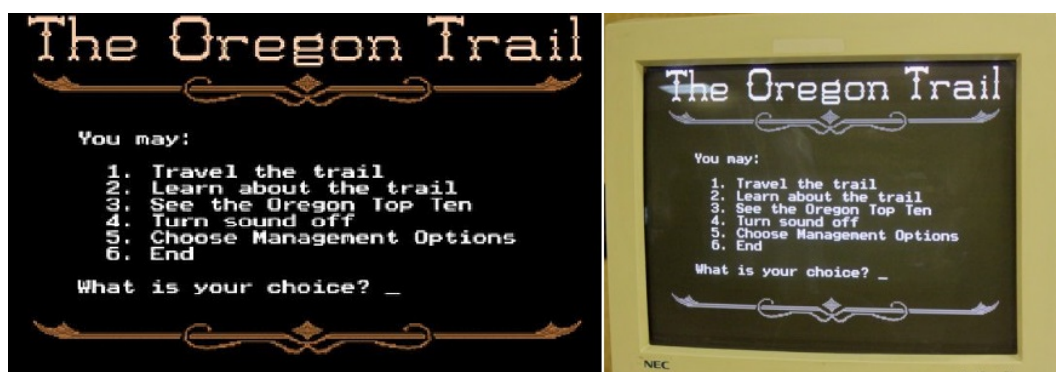 The Oregon Trail
You may:
1. Travel the trail
2. Learn about the trail
3. See the Oregon Top Ten
4. Turn sound off
5. Choose Management Options
6. End
What is your choice? _
The Oregon Trail
You may:
1. Travel the trail
2. Learn about the trail
3. See the Oregon Top Ten
4. Turn sound off
5. Choose Management Options
6. End
What is your choice? _
NEC